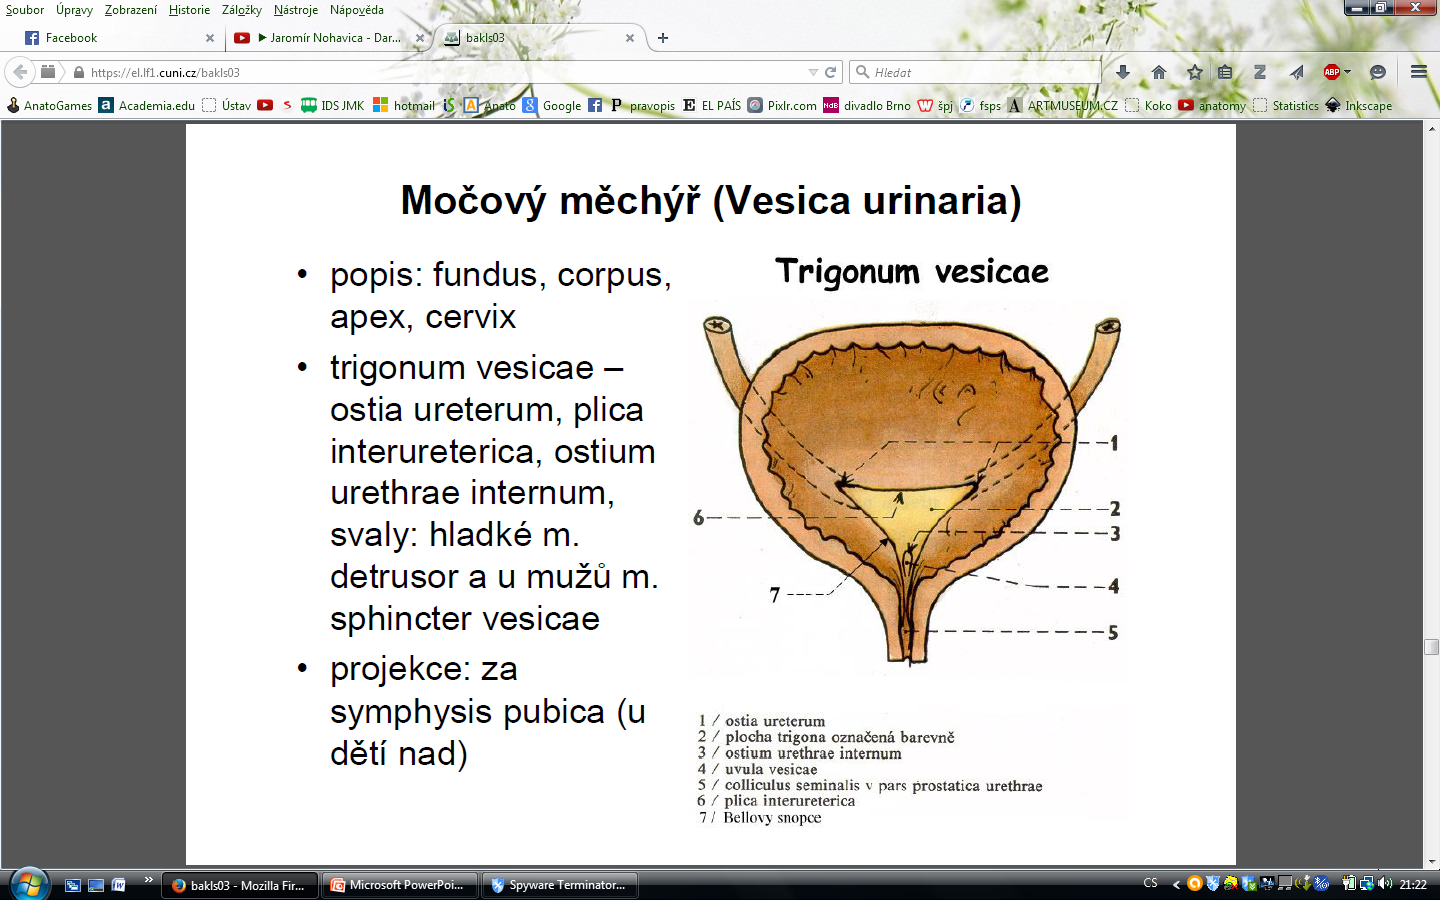 Soubor Úpravy Zobrazení Historie Záložky Nástroje Nápověda
Facebook
Jaromír Nohavica - Dar...
bakls03
https://el.lf1.cuni.cz/bakls03
Hledat
ABP
AnatoGames Academia.edu Ústav IDS JMK hotmail Anato Google pravopis EL PAÍS Pixlr.com divadlo Brno špj fsps ARTMUSEUM.CZ Koko anatomy Statistics Inkscape
Močový měchýř (Vesica urinaria)
• popis: fundus, corpus,
apex, cervix
• trigonum vesicae –
ostia ureterum, plica
interureterica, ostium
urethrae internum,
svaly: hladké m.
detrusor a u mužů m.
sphincter vesicae
• projekce: za
symphysis pubica (u
dětí nad)
Trigonum vesicae
1
2
6
3
4
7
5
1 / ostia ureterum
2 / plocha trigona označená barevně
3 / ostium urethrae internum
4 / uvula vesicae
5 / colliculus seminalis v pars prostatica urethrae
6 / plica interureterica
7 / Bellovy snopce
bakls03 - Mozilla Fir...
Microsoft PowerPoi...
Spyware Terminator...
CS
21:22